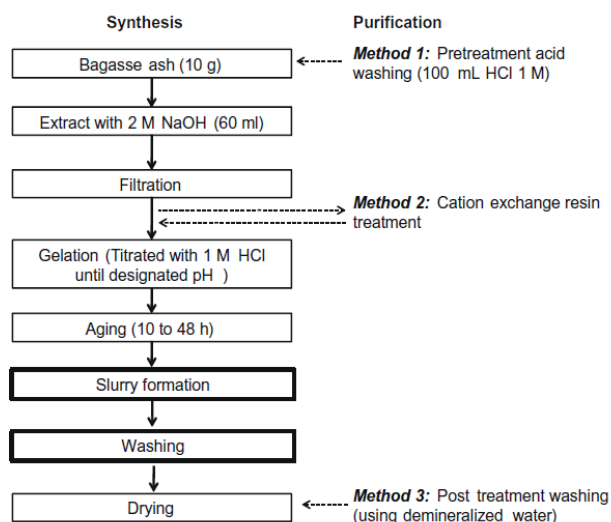 Synthesis
Purification
Bagasse ash (10 g)
Method 1: Pretreatment acid
washing (100 mL HCl 1 M)
Extract with 2 M NaOH (60 ml)
Filtration
Method 2: Cation exchange resin
treatment
Gelation (Titrated with 1 M HCl
until designated pH )
Aging (10 to 48 h)
Slurry formation
Washing
Drying
Method 3: Post treatment washing
(using demineralized water)